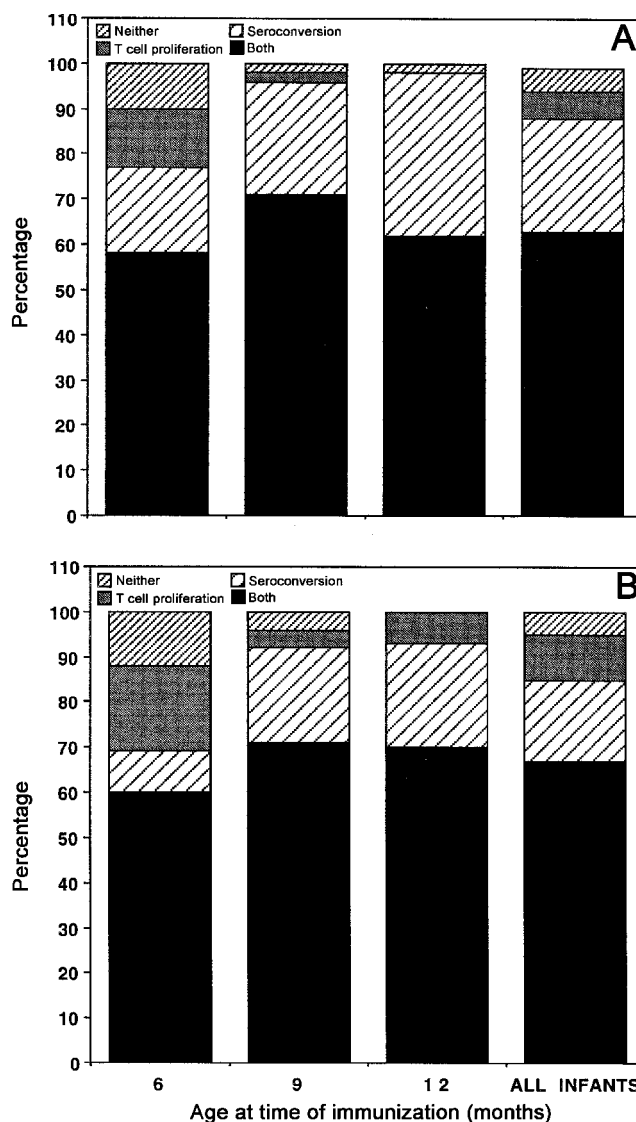 110
100
90
80
70
60
50
40
30
20
10
0
Percentage
Neither Seroconversion
T cell proliferation Both
A
110
100
90
80
70
60
50
40
30
20
10
0
Percentage
Neither Seroconversion
T cell proliferation Both
B
6 9 12 ALL INFANTS
Age at time of immunization (months)